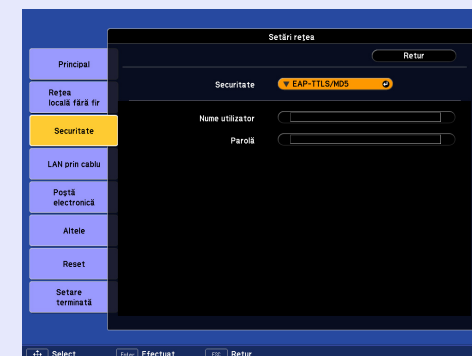 Setări rețea
Retur
Principal
Securitate
EAP-TTLS/MD5
Rețea
locală fără fir
Nume utilizator
Securitate
Parolă
LAN prin cablu
Poștă
electronică
Altele
Reset
Setare
terminată
Select
Enter
Efectuat
ESC
Retur